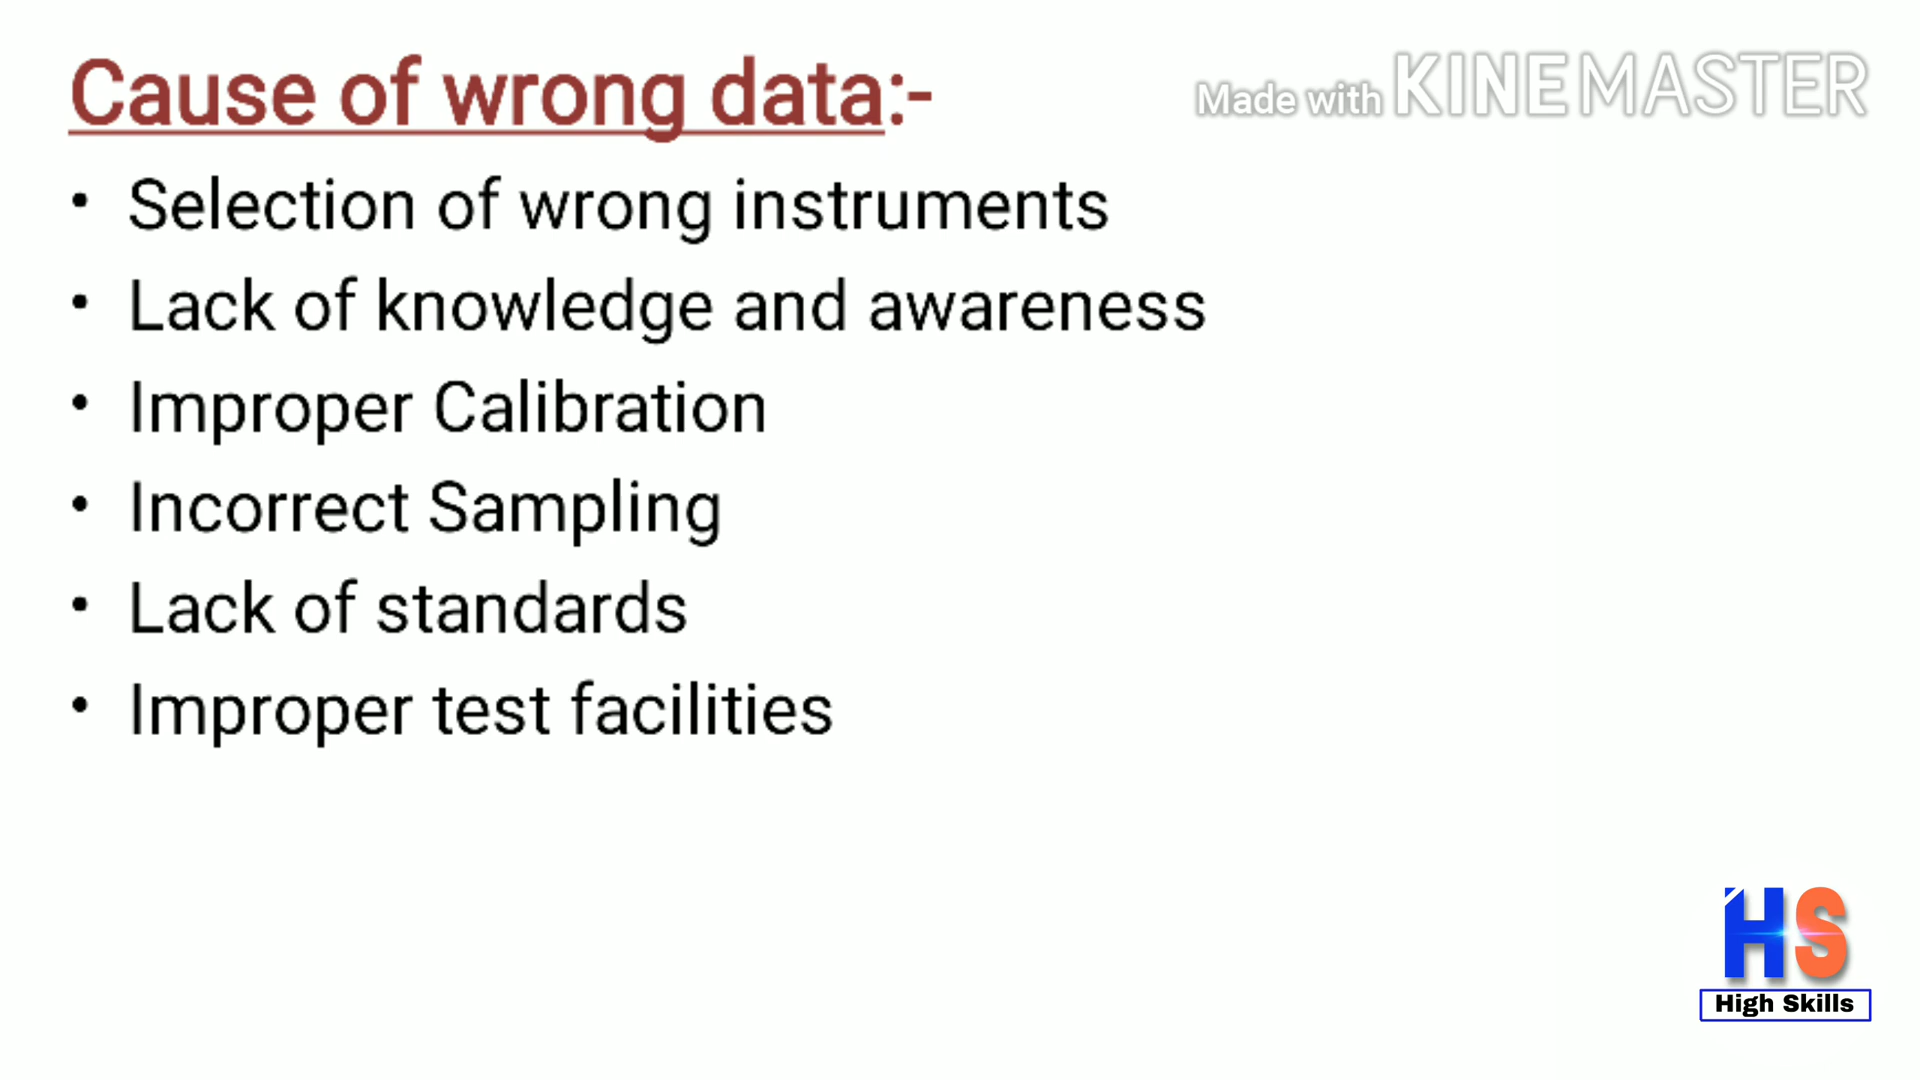 Cause of wrong data:-
Made with KINEMASTER
• Selection of wrong instruments
• Lack of knowledge and awareness
• Improper Calibration
• Incorrect Sampling
• Lack of standards
• Improper test facilities
HS
High Skills